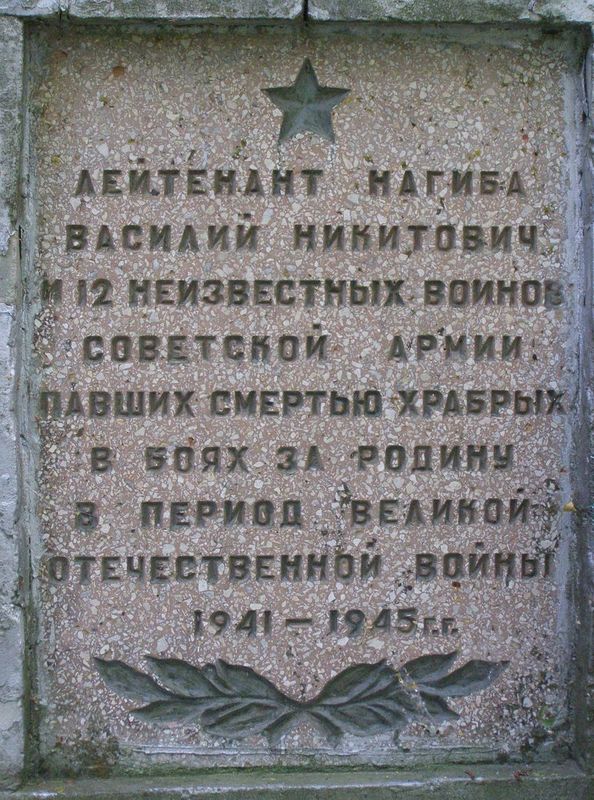 ЛЕЙТЕНАНТ НАГИБА
ВАСИЛИЙ НИКИТОВИЧ
И 12 НЕИЗВЕСТНЫХ ВОИНОВ
СОВЕТСКОЙ АРМИИ
ПАВШИХ СМЕРТЬЮ ХРАБРЫХ
В БОЯХ ЗА РОДИНУ
В ПЕРИОД ВЕЛИКОЙ
ОТЕЧЕСТВЕННОЙ ВОЙНЫ
1941 – 1945 г.г.